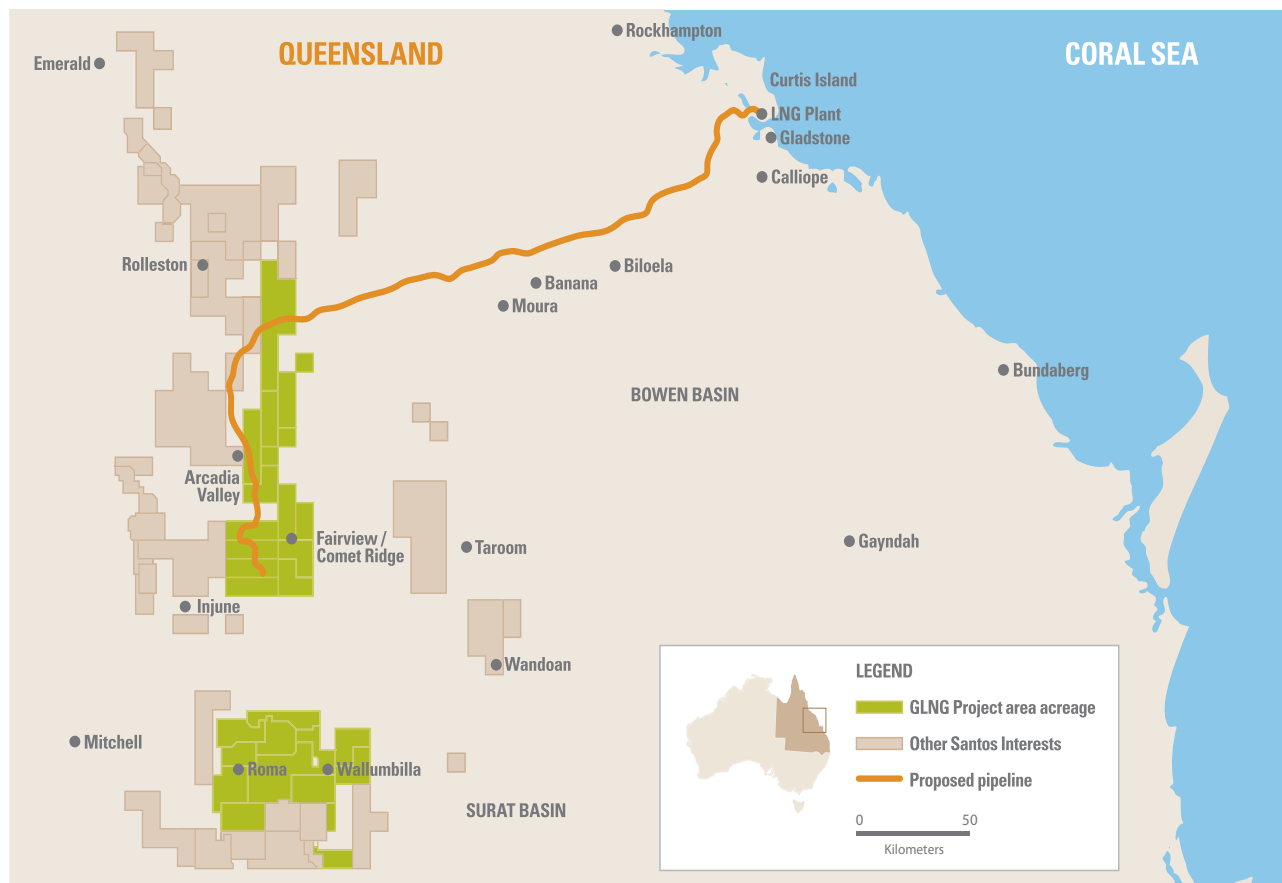 Rockhampton
QUEENSLAND
CORAL SEA
Emerald
Curtis Island
LNG Plant
Gladstone
Calliope
Rolleston
Biloela
Banana
Moura
Bundaberg
BOWEN BASIN
Arcadia
Valley
Fairview /
Comet Ridge
Taroom
Gayndah
Injune
Wandoan
LEGEND
GLNG Project area acreage
Other Santos Interests
Proposed pipeline
0 50
Kilometers
Mitchell
Roma
Wallumbilla
SURAT BASIN